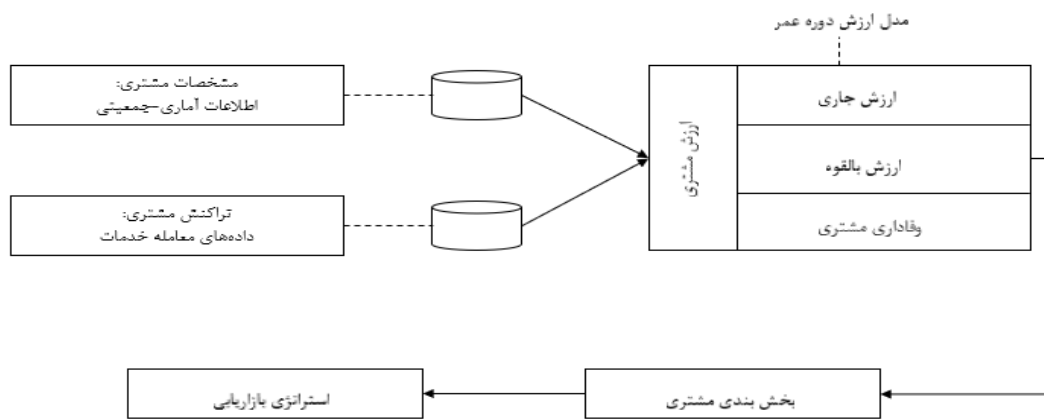 مدل ارزش دوره عمر
مشخصات مشتری:
اطلاعات آماری-جمعیتی
تراکنش مشتری:
داده‌های معامله خدمات
ارزش مشتری
ارزش جاری
ارزش بالقوه
وفاداری مشتری
بخش بندی مشتری
استراتژی بازاریابی